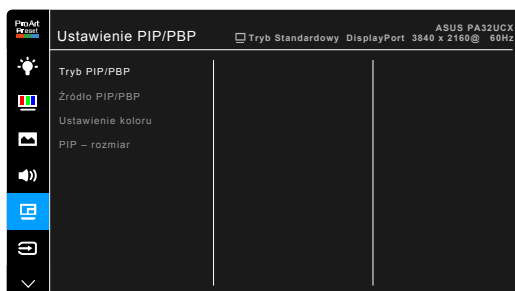 ProArt
Preset
Ustawienie PIP/PBP
ASUS PA32UCX
Tryb Standardowy DisplayPort 3840 x 2160@ 60Hz
Tryb PIP/PBP
Źródło PIP/PBP
Ustawienie koloru
PIP – rozmiar